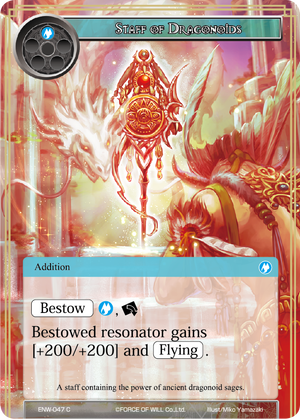 Staff of Dragonoids
Addition
Bestow ,
Bestowed resonator gains
[+200/+200] and Flying .
A staff containing the power of ancient dragonoid sages.
ENW-047 C ©FORCE OF WILL Co.,Ltd. Illust/Miko Yamazaki